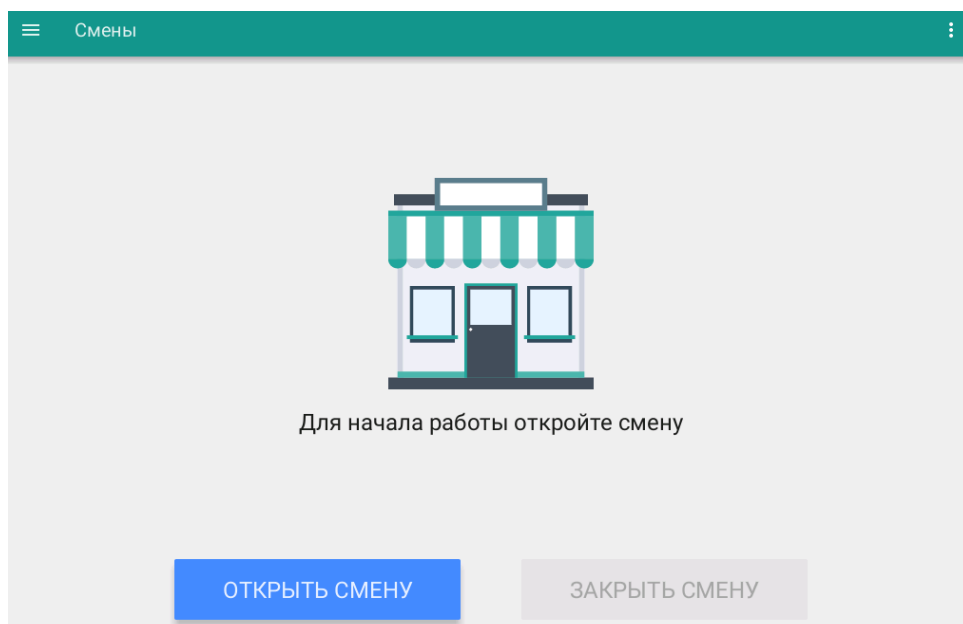 Смены
Для начала работы откройте смену
ОТКРЫТЬ СМЕНУ
ЗАКРЫТЬ СМЕНУ